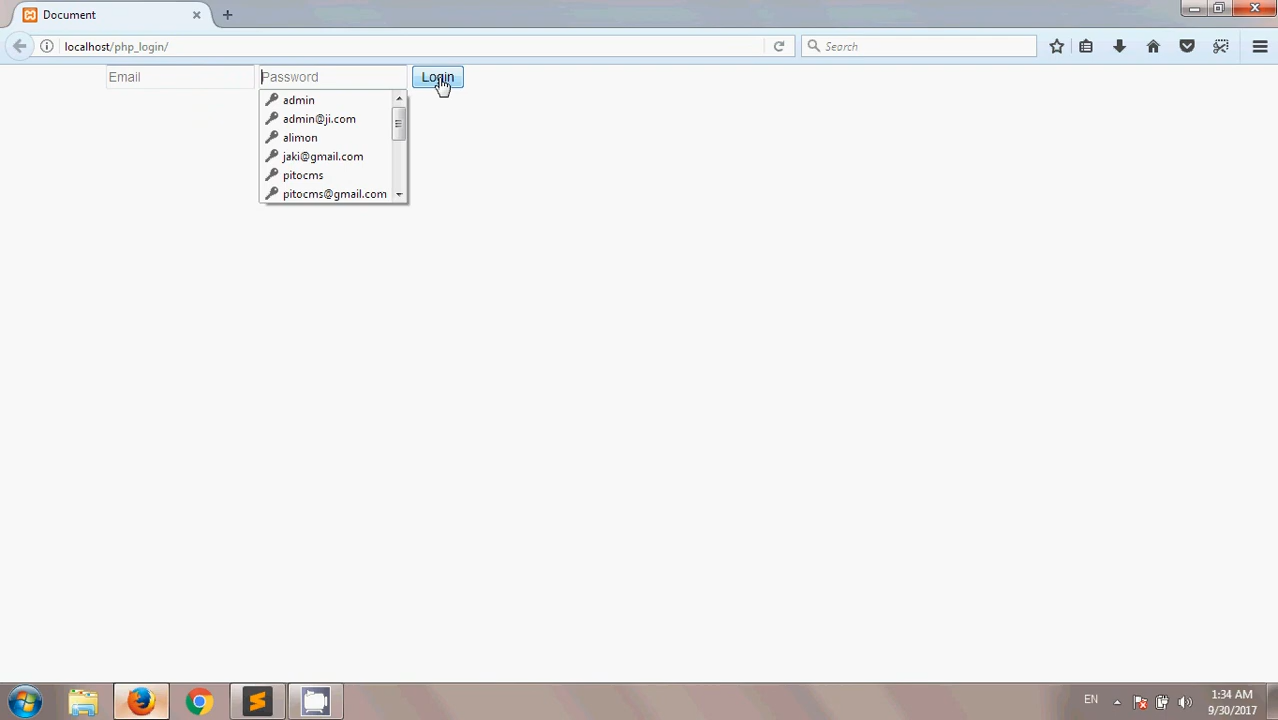 Document
localhost/php_login/
Search
Email
Password
Login
admin
admin@ji.com
alimon
jaki@gmail.com
pitocms
pitocms@gmail.com
EN
1:34 AM
9/30/2017